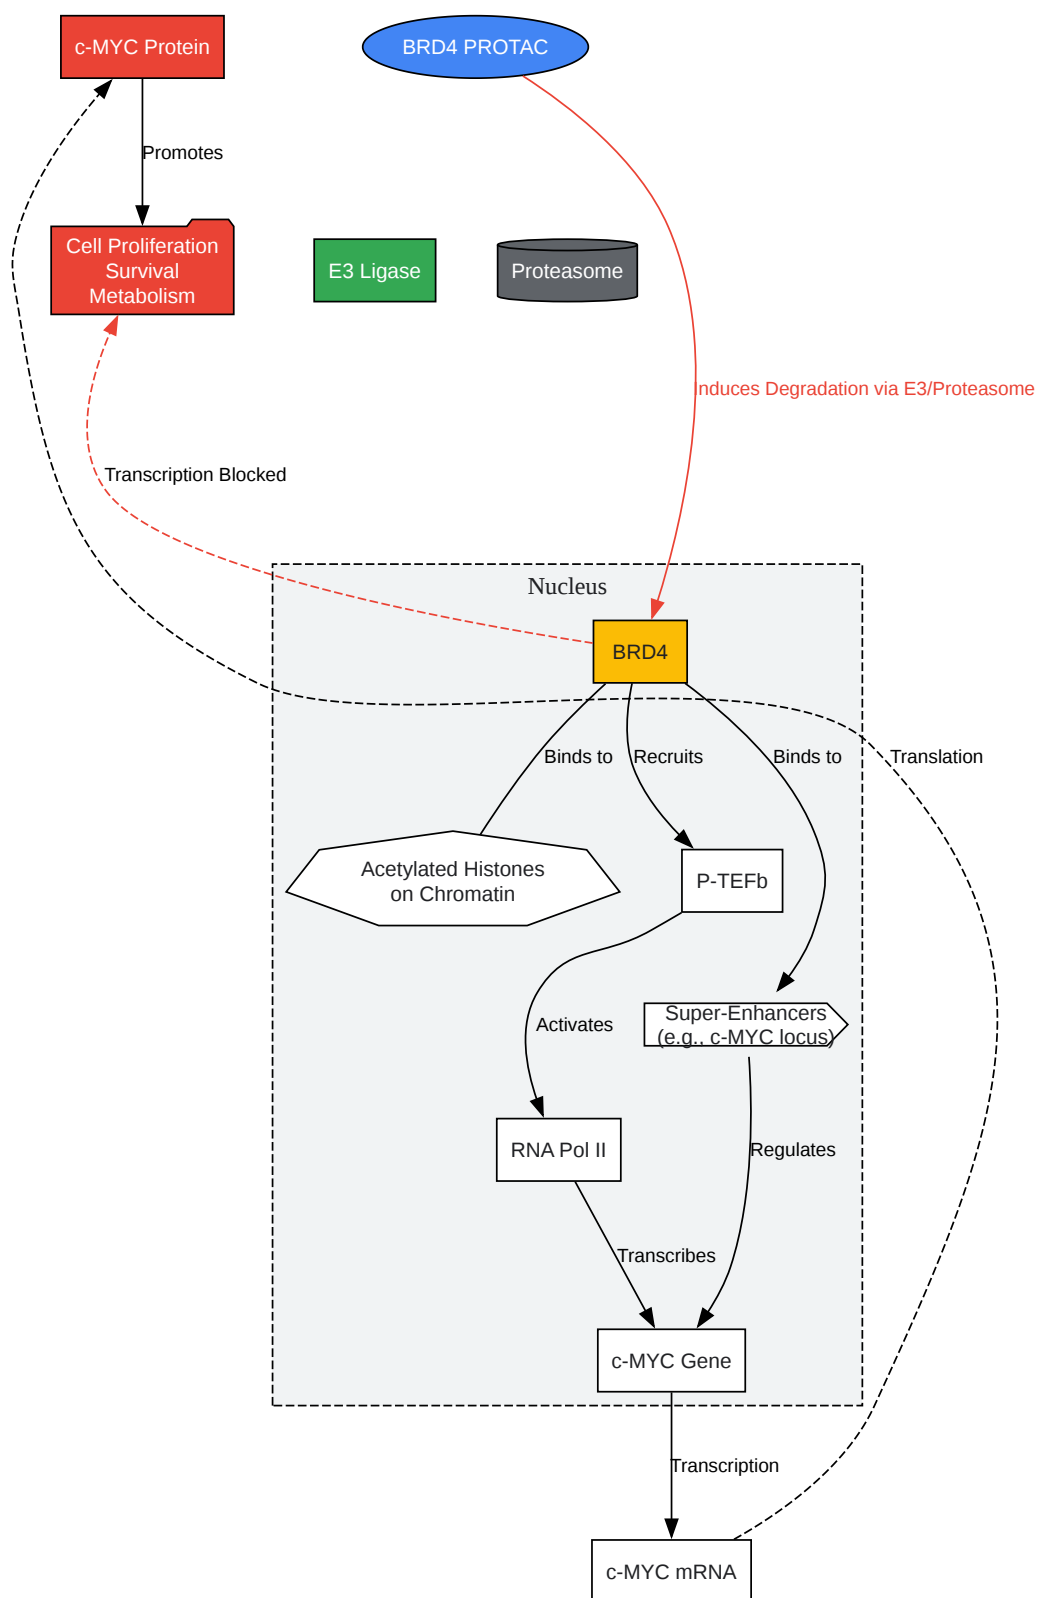 c-MYC Protein
BRD4 PROTAC
Promotes
Cell Proliferation
Survival
Metabolism
E3 Ligase
Proteasome
Induces Degradation via E3/Proteasome
Transcription Blocked
Nucleus
BRD4
Binds to
Recruits
Binds to
Translation
Acetylated Histones
on Chromatin
P-TEFb
Activates
Super-Enhancers
(e.g., c-MYC locus)
RNA Pol II
Regulates
Transcribes
c-MYC Gene
Transcription
c-MYC mRNA